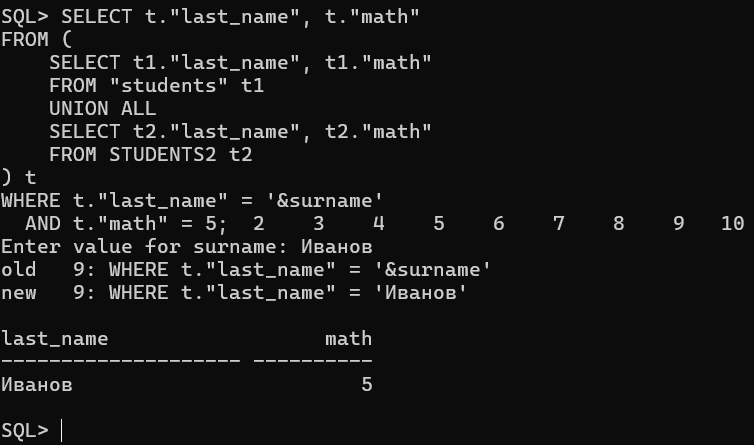 SQL> SELECT t."last_name", t."math"
FROM (
    SELECT t1."last_name", t1."math"
    FROM "students" t1
    UNION ALL
    SELECT t2."last_name", t2."math"
    FROM STUDENTS2 t2
) t
WHERE t."last_name" = '&surname'
  AND t."math" = 5;  2    3    4    5    6    7    8    9   10
Enter value for surname: Иванов
old   9: WHERE t."last_name" = '&surname'
new   9: WHERE t."last_name" = 'Иванов'
last_name                  math
-------------------- ----------
Иванов                        5
SQL>